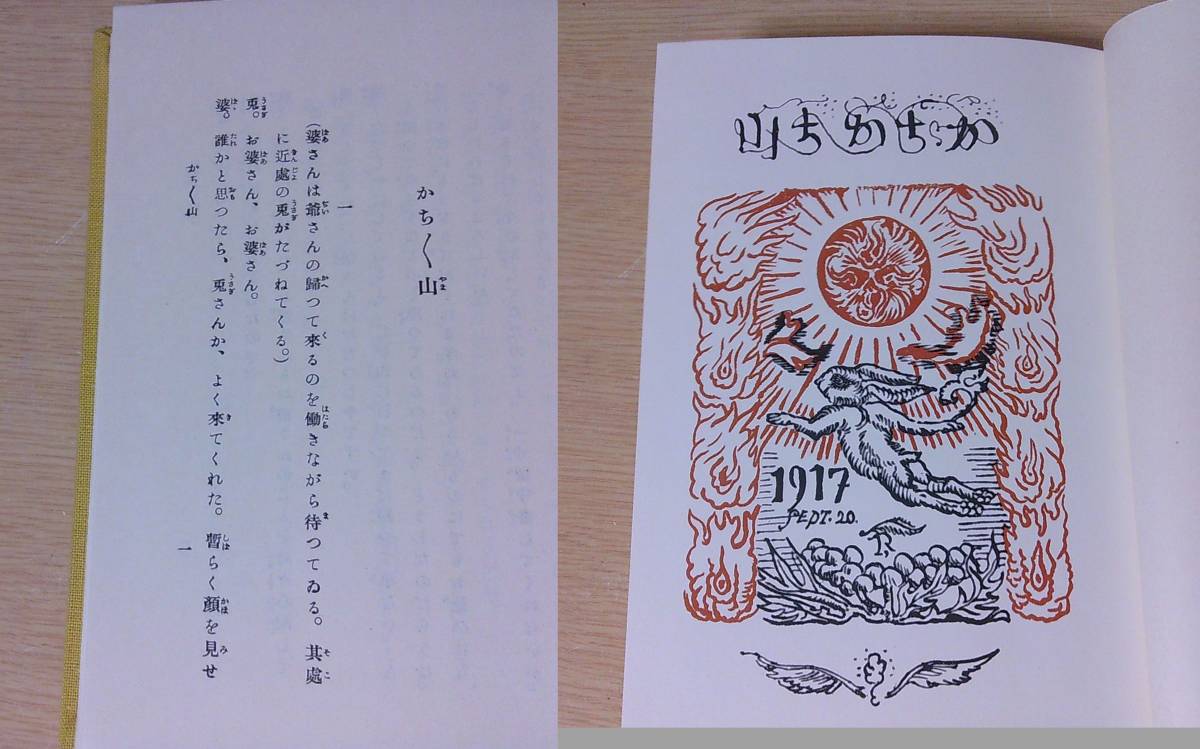 かち〱山
一
（婆さんは爺さんの歸つて來るのを働きながら待つてゐる。其處
に近處の兎がたづねてくる。）
兎。お婆さん、お婆さん。
婆。誰かと思つたら、兎さんか、よく來てくれた。暫らく顔を見せ
かち〱山
一
かちかち山
1917
SEPT. 20.